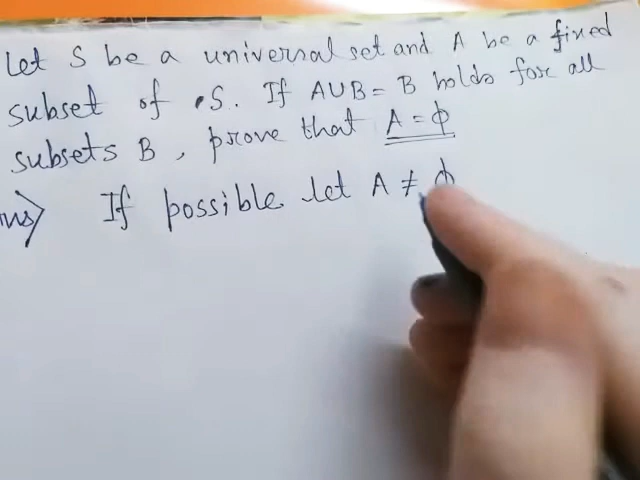 Let S be a universal set and A be a fixed
subset of S. If A∪B = B holds for all
subsets B, prove that A = ϕ
ns⟩ If possible let A ≠ ϕ